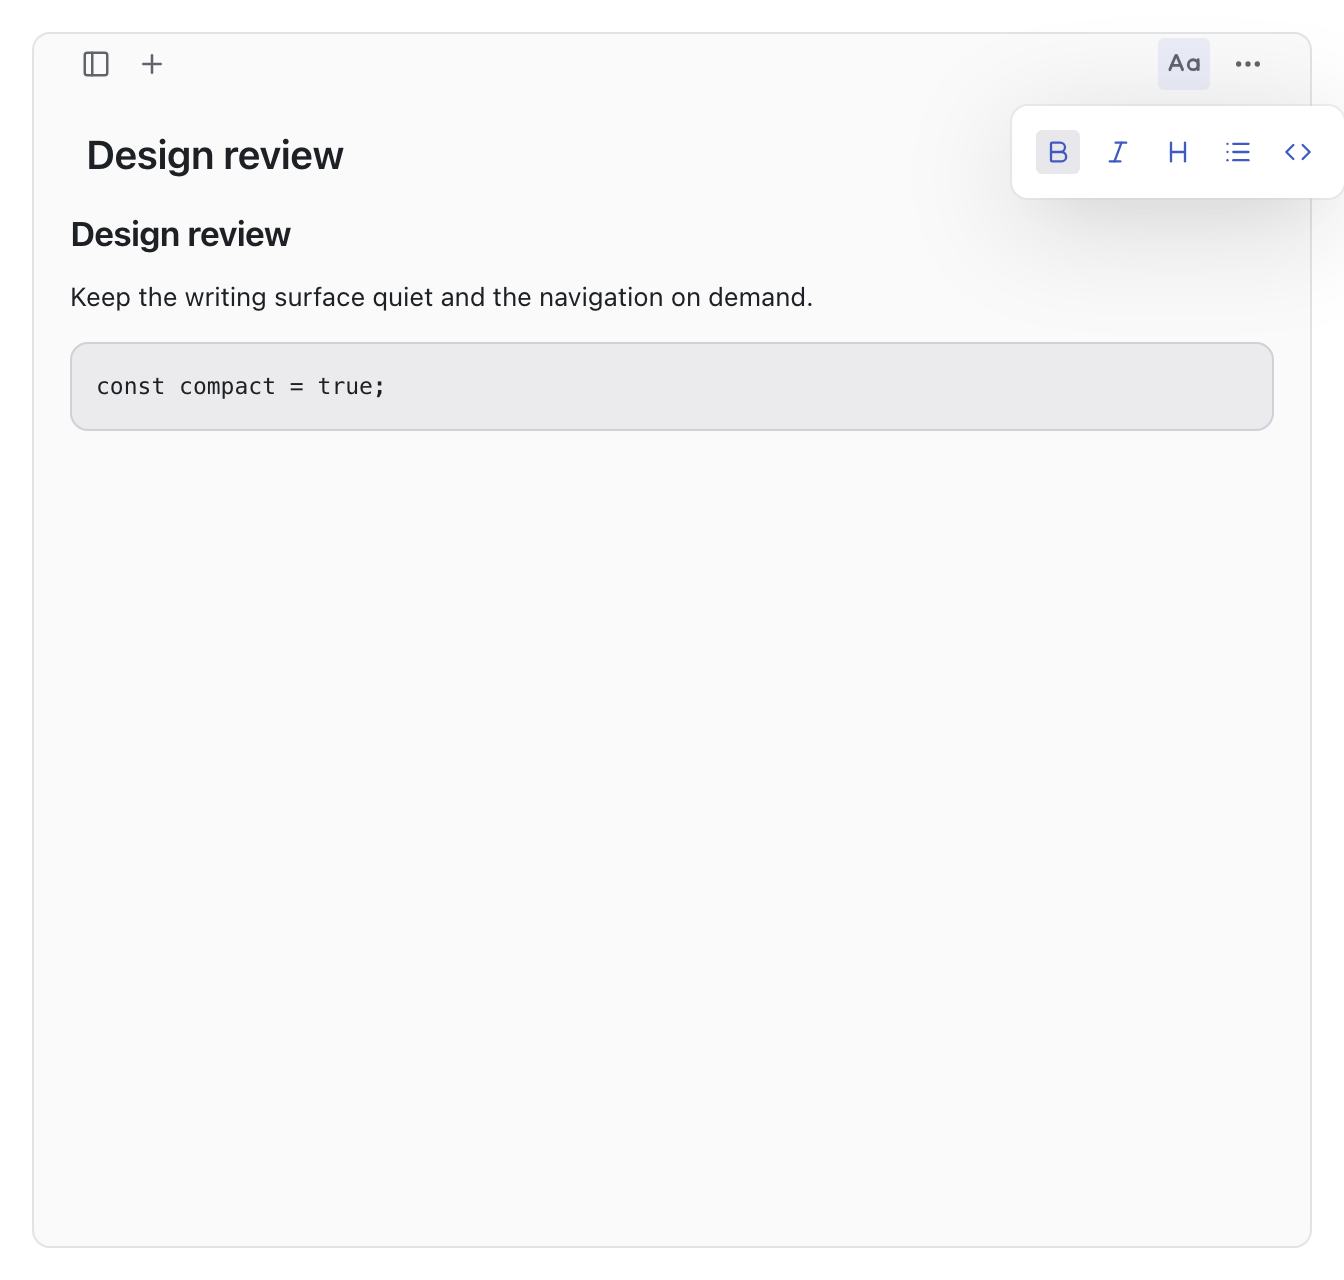 Aa
B I H
Design review
Design review
Keep the writing surface quiet and the navigation on demand.
const compact = true;